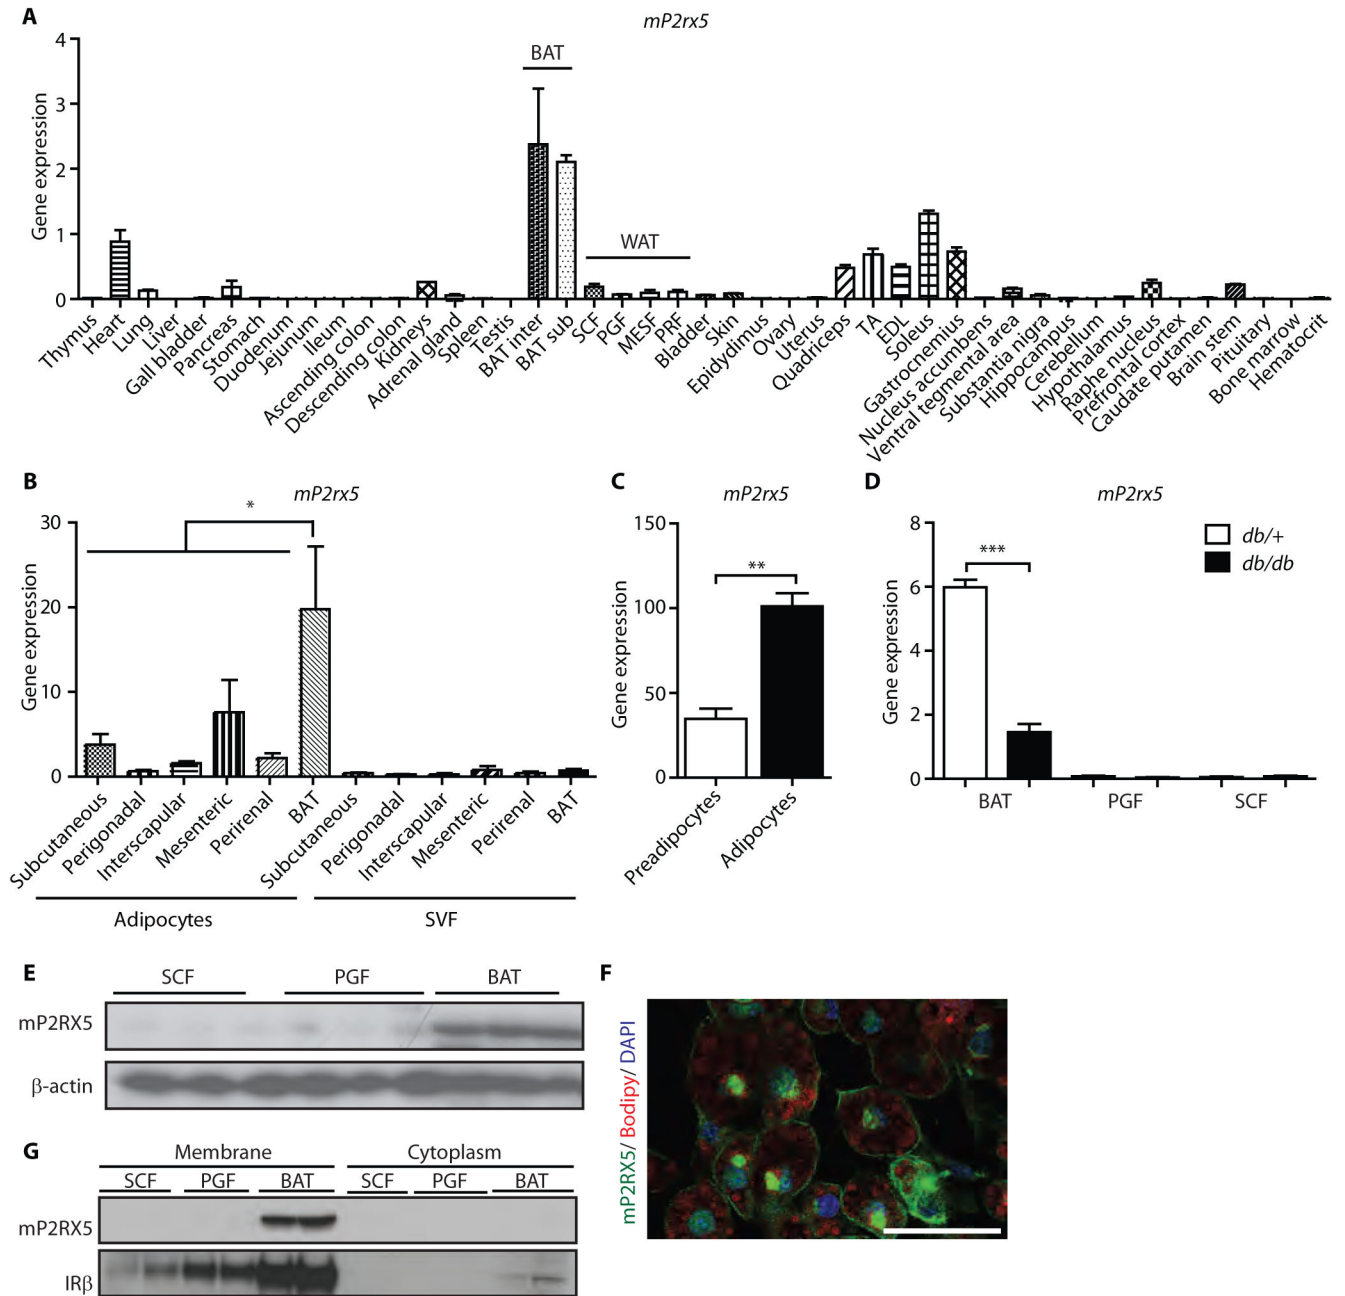 A
mP2rx5
Gene expression
4
3
2
1
0
BAT
WAT
Thymus
Heart
Lung
Liver
Gall bladder
Pancreas
Stomach
Duodenum
Jejunum
Ileum
Ascending colon
Descending colon
Kidneys
Adrenal gland
Spleen
Testis
BAT inter
BAT sub
SCF
PGF
MESF
PRF
Bladder
Skin
Epidydimus
Ovary
Uterus
Quadriceps
TA
EDL
Soleus
Gastrocnemius
Nucleus accumbens
Ventral tegmental area
Substantia nigra
Hippocampus
Cerebellum
Hypothalamus
Raphe nucleus
Prefrontal cortex
Caudate putamen
Brain stem
Pituitary
Bone marrow
Hematocrit
B
mP2rx5
*
Gene expression
30
20
10
0
Subcutaneous
Perigonadal
Interscapular
Mesenteric
Perirenal
BAT
Subcutaneous
Perigonadal
Interscapular
Mesenteric
Perirenal
BAT
Adipocytes
SVF
C
mP2rx5
**
Gene expression
150
100
50
0
Preadipocytes
Adipocytes
D
mP2rx5
***
db/+
db/db
Gene expression
8
6
4
2
0
BAT
PGF
SCF
E
SCF
PGF
BAT
mP2RX5
β-actin
F
mP2RX5/ Bodipy/ DAPI
G
Membrane
Cytoplasm
SCF
PGF
BAT
SCF
PGF
BAT
mP2RX5
IRβ